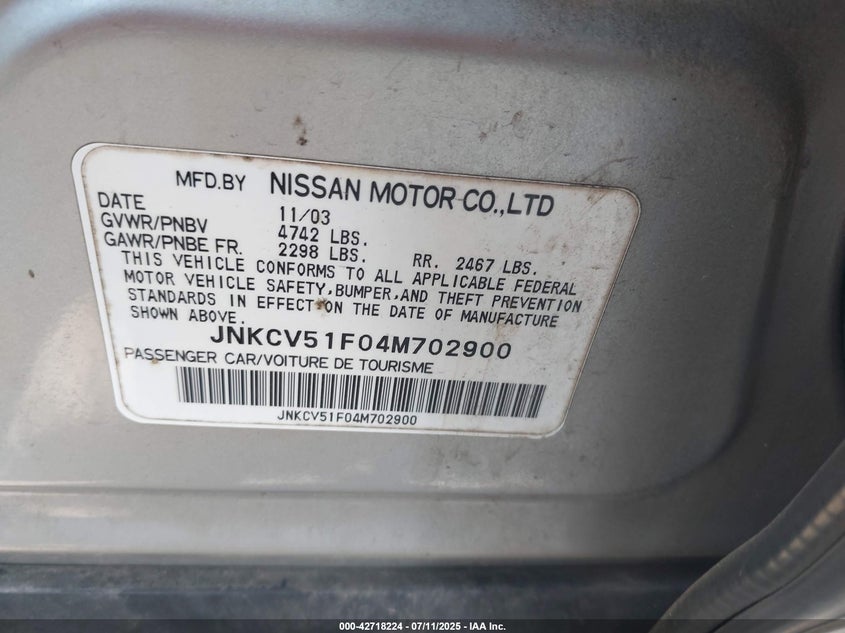 MFD.BY NISSAN MOTOR CO.,LTD
DATE 11/03
GVWR/PNBV 4742 LBS.
GAWR/PNBE FR. 2298 LBS. RR. 2467 LBS.
THIS VEHICLE CONFORMS TO ALL APPLICABLE FEDERAL
MOTOR VEHICLE SAFETY,BUMPER,AND THEFT PREVENTION
STANDARDS IN EFFECT ON THE DATE OF MANUFACTURE
SHOWN ABOVE.
JNKCV51F04M702900
PASSENGER CAR/VOITURE DE TOURISME
JNKCV51F04M702900
000-42718224 - 07/11/2025 - IAA Inc.